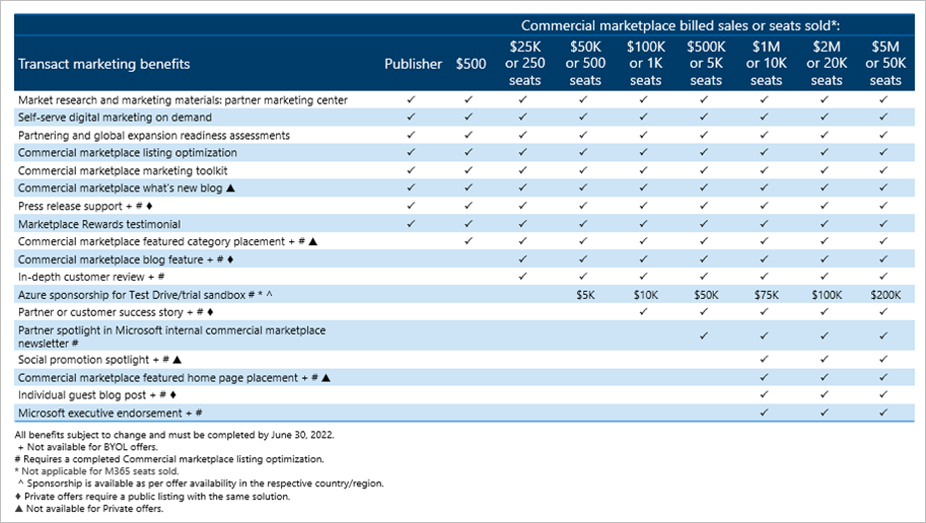 Commercial marketplace billed sales or seats sold*:
Transact marketing benefits Publisher $500 $25K or 250 seats $50K or 500 seats $100K or 1K seats $500K or 5K seats $1M or 10K seats $2M or 20K seats $5M or 50K seats
Market research and marketing materials: partner marketing center ✓ ✓ ✓ ✓ ✓ ✓ ✓ ✓ ✓
Self-serve digital marketing on demand ✓ ✓ ✓ ✓ ✓ ✓ ✓ ✓ ✓
Partnering and global expansion readiness assessments ✓ ✓ ✓ ✓ ✓ ✓ ✓ ✓ ✓
Commercial marketplace listing optimization ✓ ✓ ✓ ✓ ✓ ✓ ✓ ✓ ✓
Commercial marketplace marketing toolkit ✓ ✓ ✓ ✓ ✓ ✓ ✓ ✓ ✓
Commercial marketplace what's new blog ▲ ✓ ✓ ✓ ✓ ✓ ✓ ✓ ✓ ✓
Press release support + # ♦ ✓ ✓ ✓ ✓ ✓ ✓ ✓ ✓ ✓
Marketplace Rewards testimonial ✓ ✓ ✓ ✓ ✓ ✓ ✓ ✓ ✓
Commercial marketplace featured category placement + # ▲ ✓ ✓ ✓ ✓ ✓ ✓ ✓ ✓
Commercial marketplace blog feature + # ♦ ✓ ✓ ✓ ✓ ✓ ✓ ✓
In-depth customer review + # ✓ ✓ ✓ ✓ ✓ ✓ ✓
Azure sponsorship for Test Drive/trial sandbox # * ^ $5K $10K $50K $75K $100K $200K
Partner or customer success story + # ♦ ✓ ✓ ✓ ✓ ✓
Partner spotlight in Microsoft internal commercial marketplace
newsletter # ✓ ✓ ✓ ✓
Social promotion spotlight + # ▲ ✓ ✓ ✓
Commercial marketplace featured home page placement + # ▲ ✓ ✓ ✓
Individual guest blog post + # ♦ ✓ ✓ ✓
Microsoft executive endorsement + # ✓ ✓ ✓
All benefits subject to change and must be completed by June 30, 2022.
+ Not available for BYOL offers.
# Requires a completed Commercial marketplace listing optimization.
* Not applicable for M365 seats sold.
^ Sponsorship is available as per offer availability in the respective country/region.
♦ Private offers require a public listing with the same solution.
▲ Not available for Private offers.